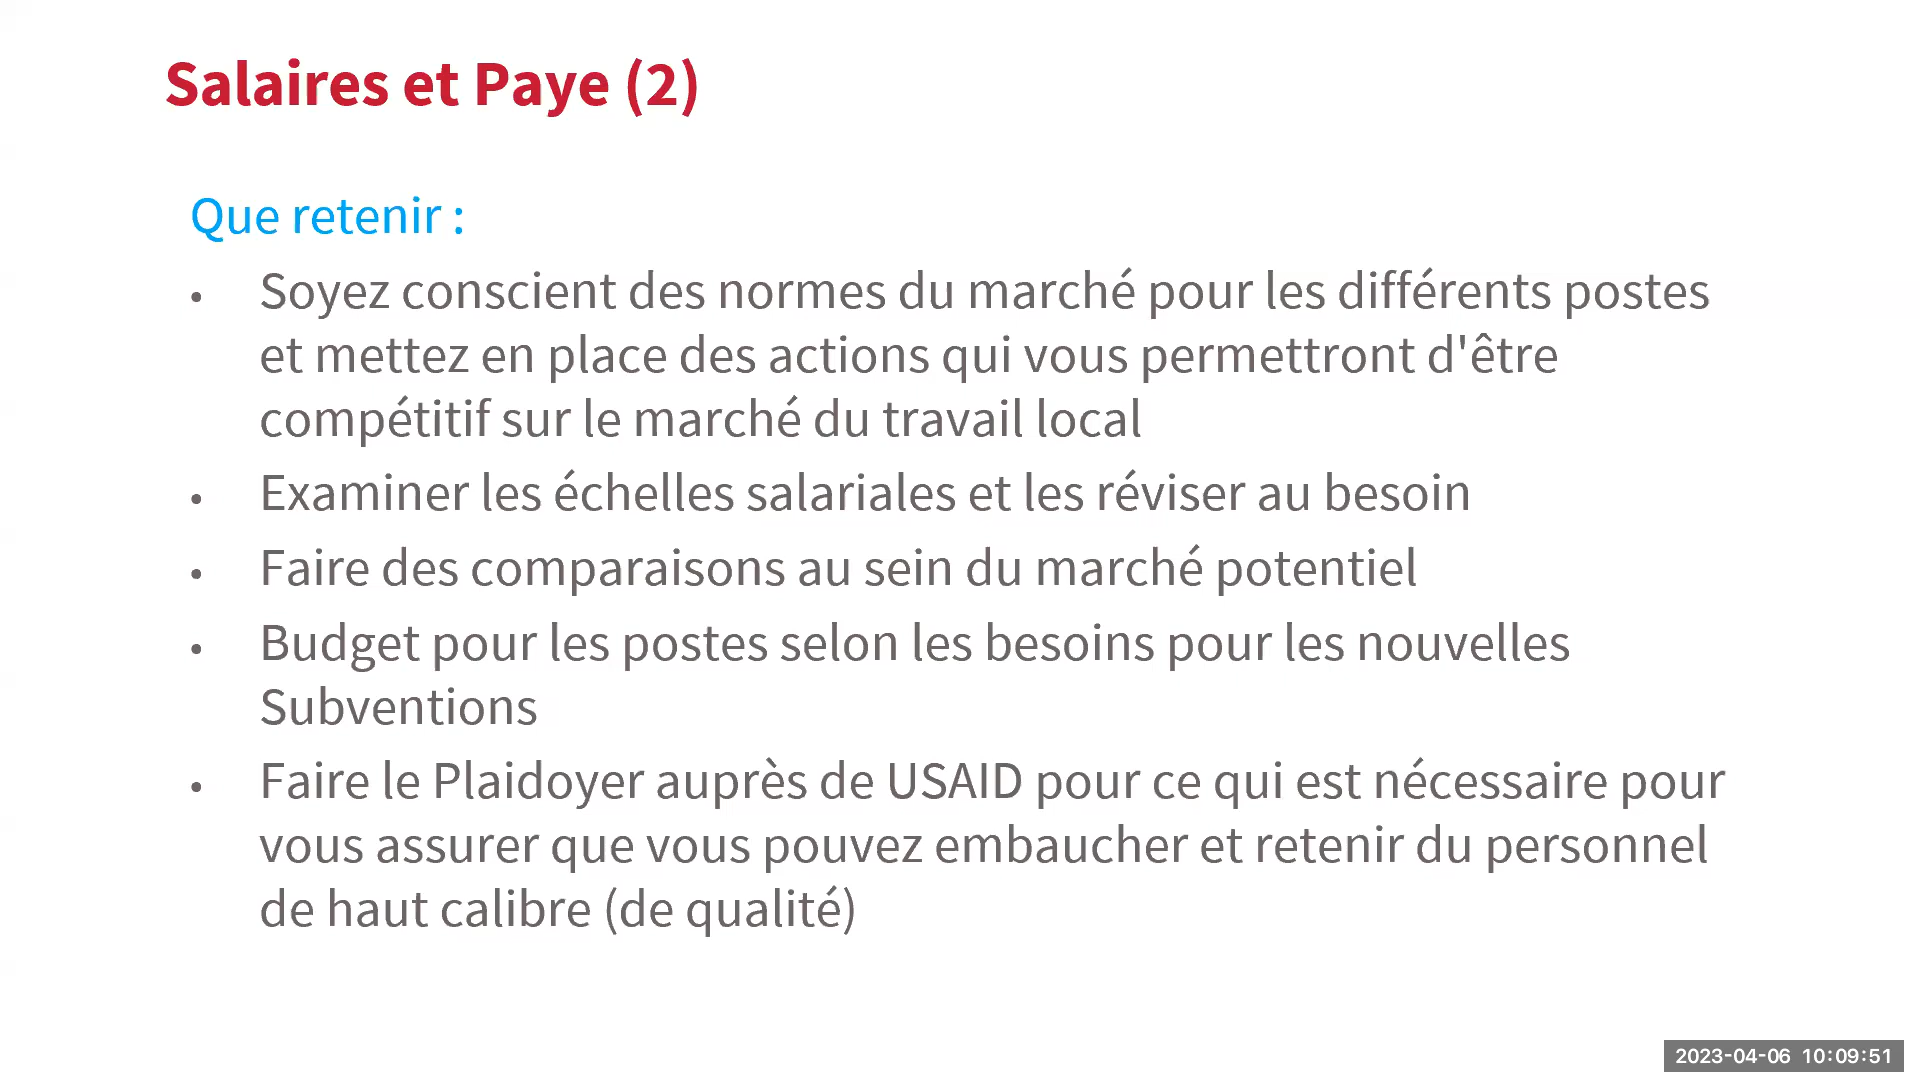 Salaires et Paye (2)
Que retenir :
• Soyez conscient des normes du marché pour les différents postes
et mettez en place des actions qui vous permettront d'être
compétitif sur le marché du travail local
• Examiner les échelles salariales et les réviser au besoin
• Faire des comparaisons au sein du marché potentiel
• Budget pour les postes selon les besoins pour les nouvelles
Subventions
• Faire le Plaidoyer auprès de USAID pour ce qui est nécessaire pour
vous assurer que vous pouvez embaucher et retenir du personnel
de haut calibre (de qualité)
2023-04-06 10:09:51